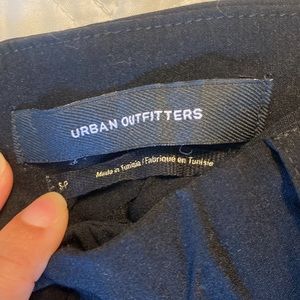 URBAN OUTFITTERS
Made in Tunisia / Fabriqué en Tunisie
S-P